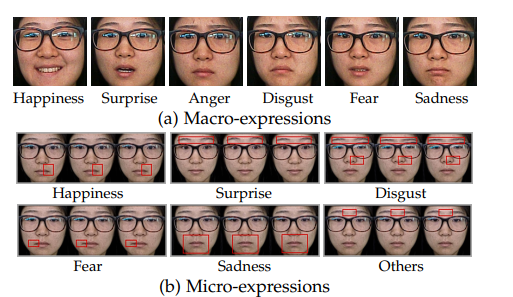 Happiness Surprise Anger Disgust Fear Sadness
(a) Macro-expressions
Happiness Surprise Disgust
Fear Sadness Others
(b) Micro-expressions